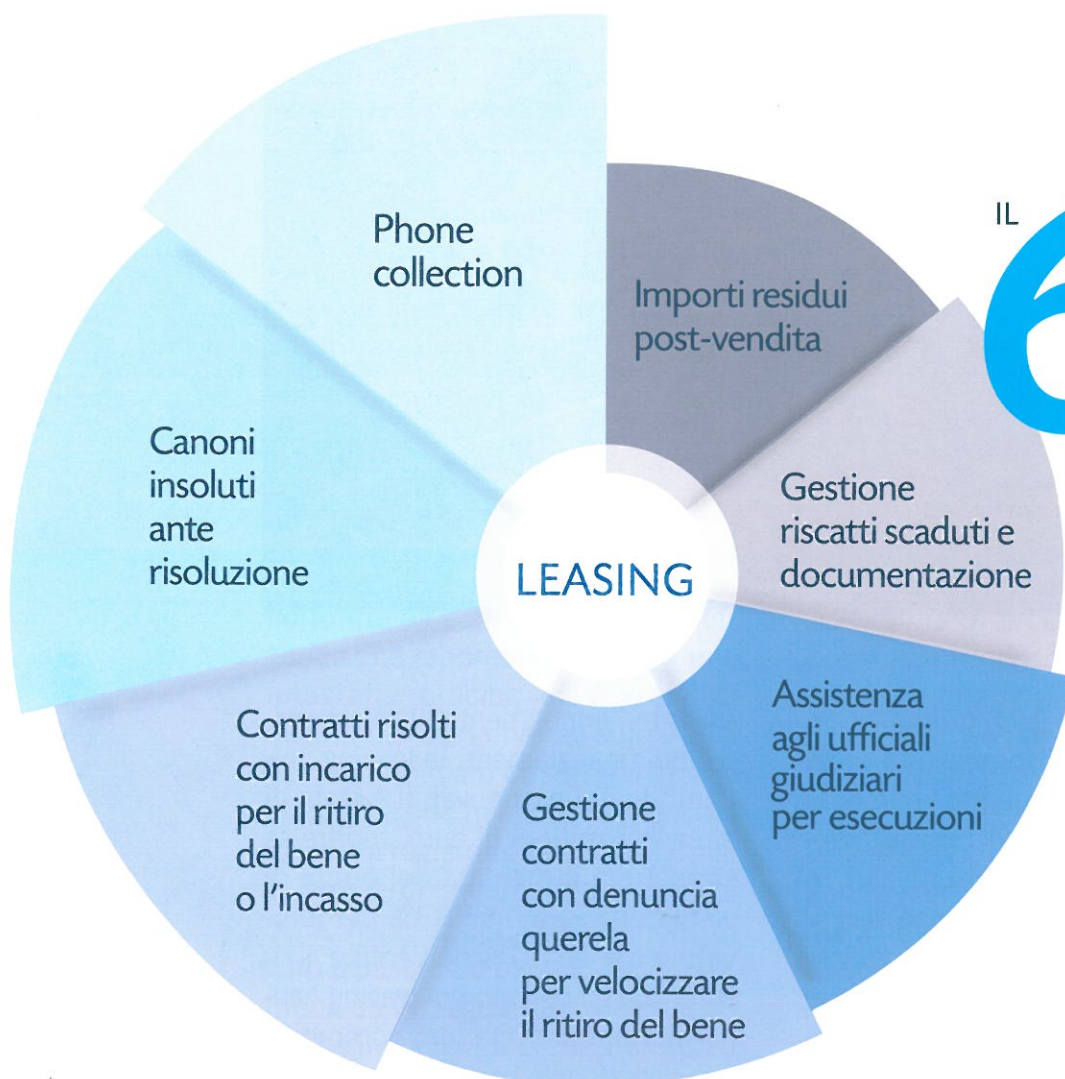 Phone
collection
Importi residui
post-vendita
IL
6
Gestione
riscatti scaduti e
documentazione
Assistenza
agli ufficiali
giudiziari
per esecuzioni
Gestione
contratti
con denuncia
querela
per velocizzare
il ritiro del bene
Contratti risolti
con incarico
per il ritiro
del bene
o l'incasso
Canoni
insoluti
ante
risoluzione
LEASING